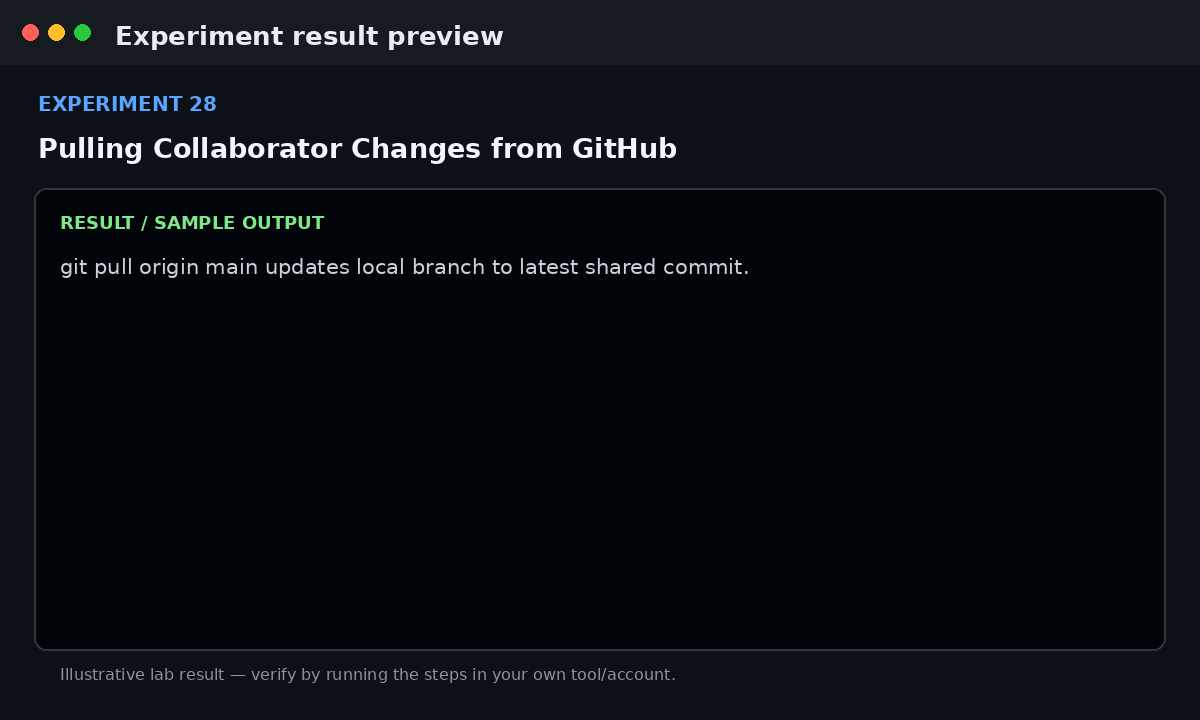 Experiment result preview
EXPERIMENT 28
Pulling Collaborator Changes from GitHub
RESULT / SAMPLE OUTPUT
git pull origin main updates local branch to latest shared commit.
Illustrative lab result — verify by running the steps in your own tool/account.